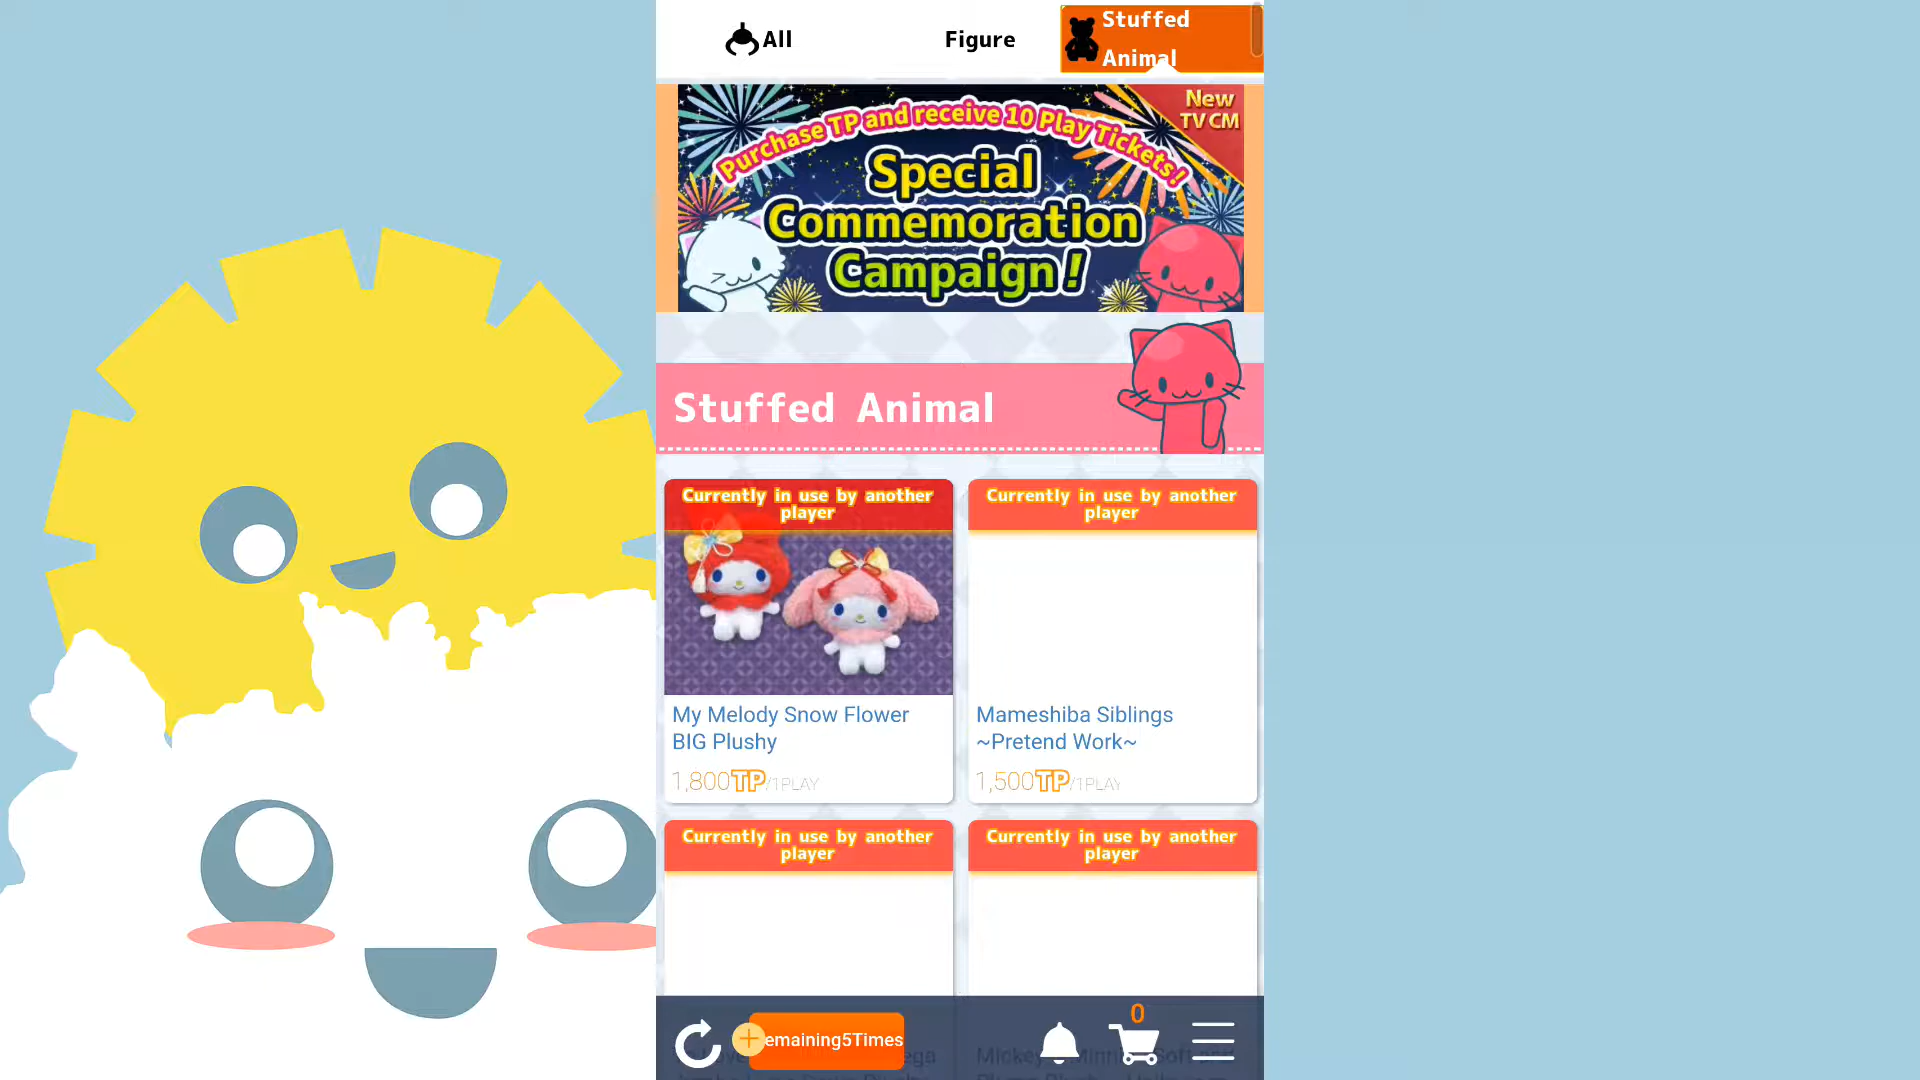 All
Figure
Stuffed
Animal
New
TV CM
Purchase TP and receive 10 Play Tickets!
Special
Commemoration
Campaign!
Stuffed Animal
Currently in use by another
player
Currently in use by another
player
My Melody Snow Flower
BIG Plushy
Mameshiba Siblings
~Pretend Work~
1,800TP/1PLAY
1,500TP/1PLAY
Currently in use by another
player
Currently in use by another
player
0
emaining5Times